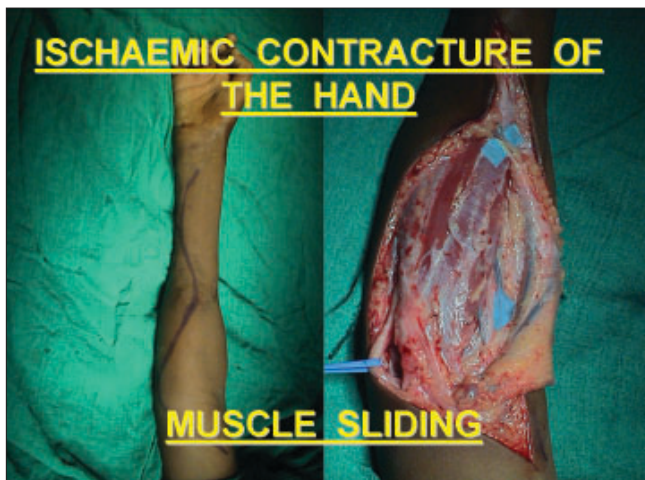 ISCHAEMIC CONTRACTURE OF
THE HAND
MUSCLE SLIDING